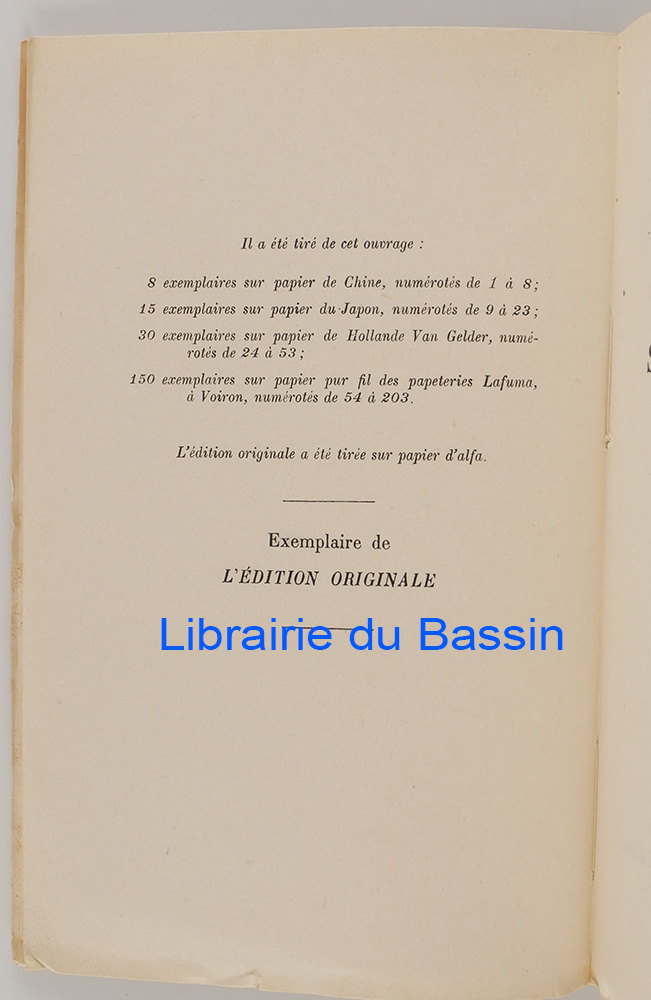 Il a été tiré de cet ouvrage :
8 exemplaires sur papier de Chine, numérotés de 1 à 8;
15 exemplaires sur papier du Japon, numérotés de 9 à 23;
30 exemplaires sur papier de Hollande Van Gelder, numé-
rotés de 24 à 53;
150 exemplaires sur papier pur fil des papeteries Lafuma,
à Voiron, numérotés de 54 à 203.
L'édition originale a été tirée sur papier d'alfa.
Exemplaire de
L'ÉDITION ORIGINALE
Librairie du Bassin